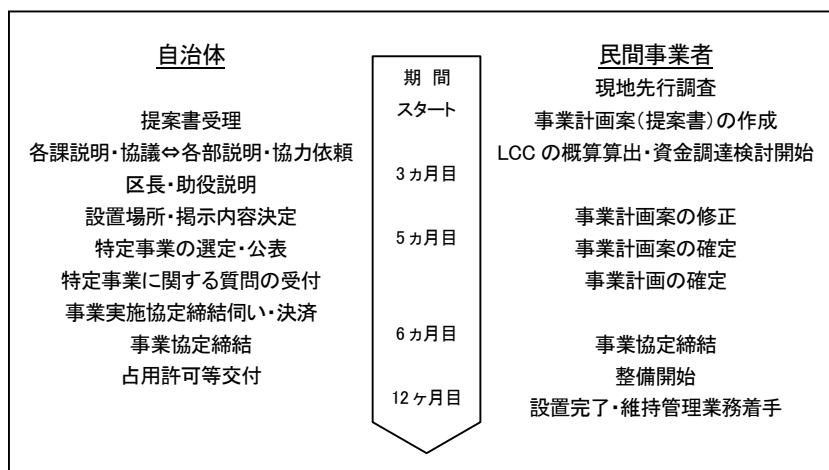 自治体
提案書受理
各課説明・協議⇔各部説明・協力依頼
区長・助役説明
設置場所・掲示内容決定
特定事業の選定・公表
特定事業に関する質問の受付
事業実施協定締結伺い・決済
事業協定締結
占用許可等交付
期 間
スタート
3ヵ月目
5ヵ月目
6ヵ月目
12ヶ月目
民間事業者
現地先行調査
事業計画案(提案書)の作成
LCCの概算算出・資金調達検討開始
事業計画案の修正
事業計画案の確定
事業計画の確定
事業協定締結
整備開始
設置完了・維持管理業務着手